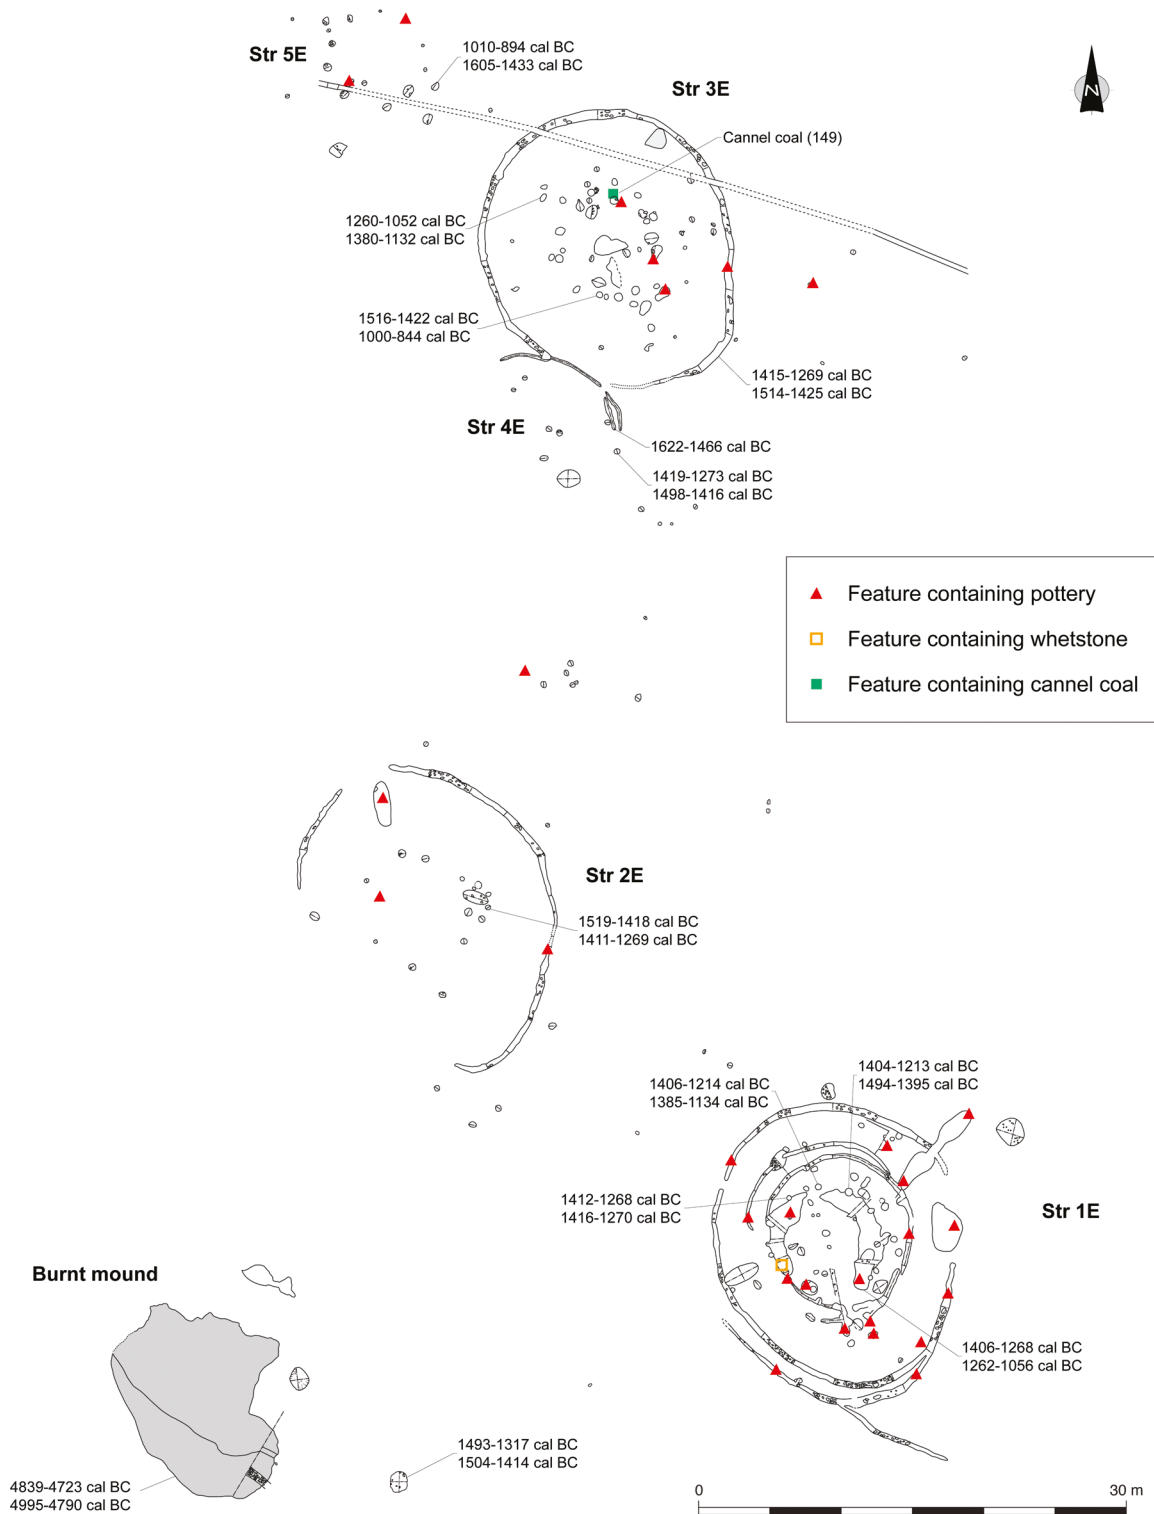 Str 5E
1010-894 cal BC
1605-1433 cal BC
Str 3E
N
Cannel coal (149)
1260-1052 cal BC
1380-1132 cal BC
1516-1422 cal BC
1000-844 cal BC
1415-1269 cal BC
1514-1425 cal BC
Str 4E
1622-1466 cal BC
1419-1273 cal BC
1498-1416 cal BC
Feature containing pottery
Feature containing whetstone
Feature containing cannel coal
Str 2E
1519-1418 cal BC
1411-1269 cal BC
1404-1213 cal BC
1494-1395 cal BC
1406-1214 cal BC
1385-1134 cal BC
1412-1268 cal BC
1416-1270 cal BC
Str 1E
Burnt mound
1406-1268 cal BC
1262-1056 cal BC
1493-1317 cal BC
1504-1414 cal BC
4839-4723 cal BC
4995-4790 cal BC
0 30 m